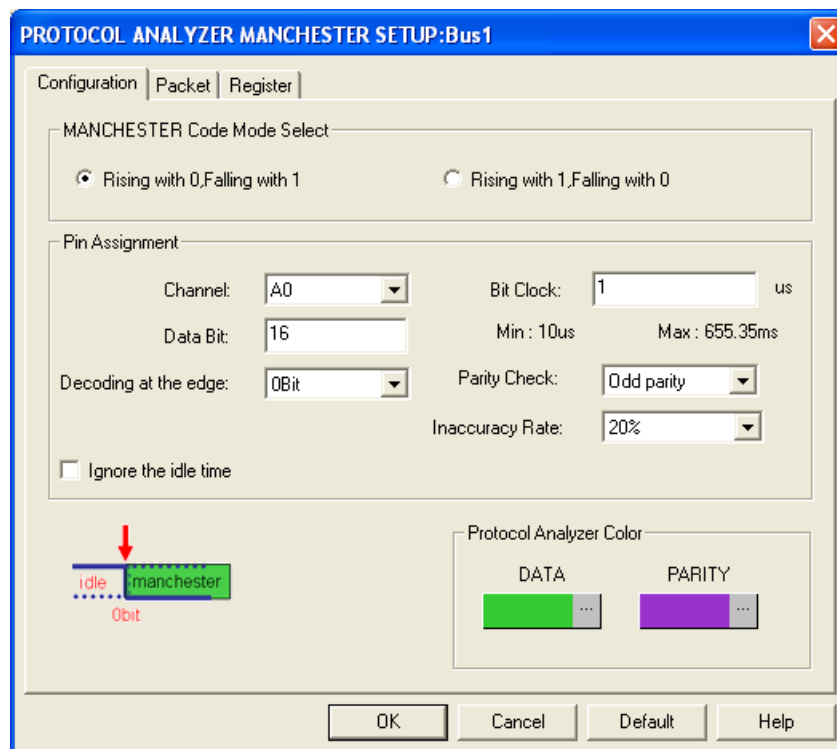 PROTOCOL ANALYZER MANCHESTER SETUP:Bus1
Configuration Packet Register
MANCHESTER Code Mode Select
Rising with 0,Falling with 1 Rising with 1,Falling with 0
Pin Assignment
Channel: A0 Bit Clock: 1 us
Data Bit: 16 Min : 10us Max : 655.35ms
Decoding at the edge: 0Bit Parity Check: Odd parity
Inaccuracy Rate: 20%
Ignore the idle time
Protocol Analyzer Color
idle manchester
0bit
DATA PARITY
... ...
OK Cancel Default Help